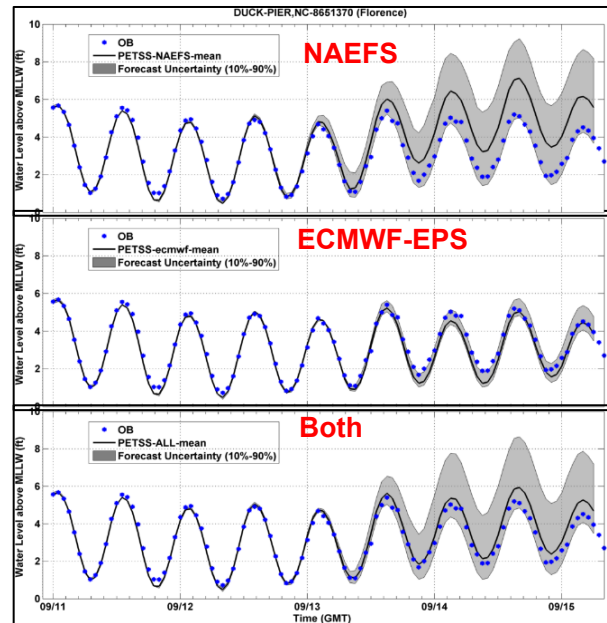 DUCK-PIER,NC-8651370 (Florence)
NAEFS
OB
PETSS-NAEFS-mean
Forecast Uncertainty (10%-90%)
Water Level above MLLW (ft)
10
8
6
4
2
0
ECMWF-EPS
OB
PETSS-ecmwf-mean
Forecast Uncertainty (10%-90%)
Water Level above MLLW (ft)
10
8
6
4
2
0
Both
OB
PETSS-ALL-mean
Forecast Uncertainty (10%-90%)
Water Level above MLLW (ft)
10
8
6
4
2
0
09/11 09/12 09/13 09/14 09/15
Time (GMT)